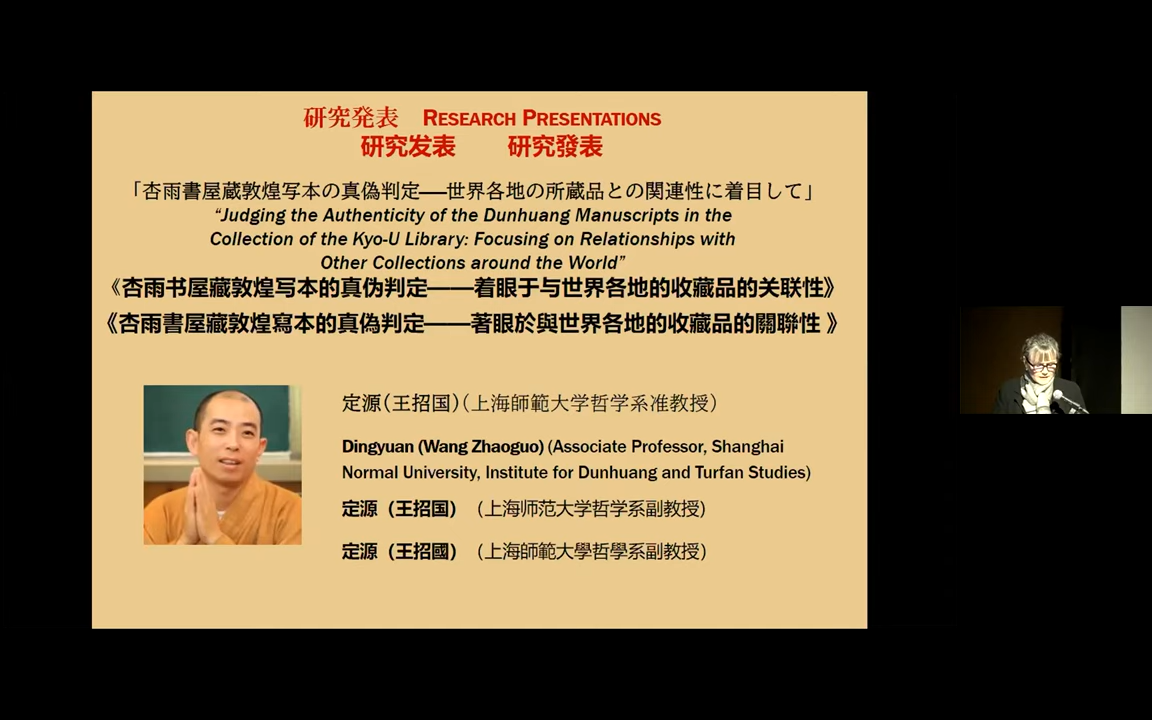 研究発表 RESEARCH PRESENTATIONS
研究发表 研究發表
「杏雨書屋蔵敦煌写本の真偽判定──世界各地の所蔵品との関連性に着目して」
“Judging the Authenticity of the Dunhuang Manuscripts in the
Collection of the Kyo-U Library: Focusing on Relationships with
Other Collections around the World”
《杏雨书屋藏敦煌写本的真伪判定——着眼于与世界各地的收藏品的关联性》
《杏雨書屋藏敦煌寫本的真偽判定——著眼於與世界各地的收藏品的關聯性 》
定源（王招国）（上海師範大学哲学系准教授）
Dingyuan (Wang Zhaoguo) (Associate Professor, Shanghai
Normal University, Institute for Dunhuang and Turfan Studies)
定源（王招国） （上海师范大学哲学系副教授)
定源（王招國） （上海師範大學哲學系副教授)